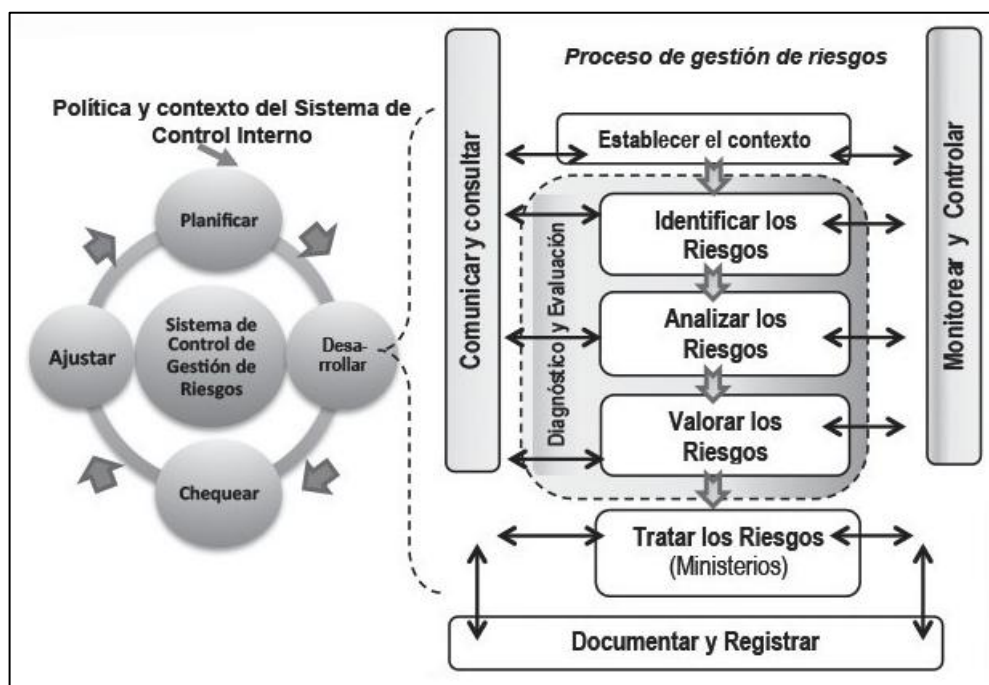 Política y contexto del Sistema de
Control Interno
Planificar
Ajustar
Sistema de
Control de
Gestión de
Riesgos
Desa-
rrollar
Chequear
Proceso de gestión de riesgos
Comunicar y consultar
Establecer el contexto
Diagnóstico y Evaluación
Identificar los
Riesgos
Analizar los
Riesgos
Valorar los
Riesgos
Tratar los Riesgos
(Ministerios)
Monitorear y Controlar
Documentar y Registrar